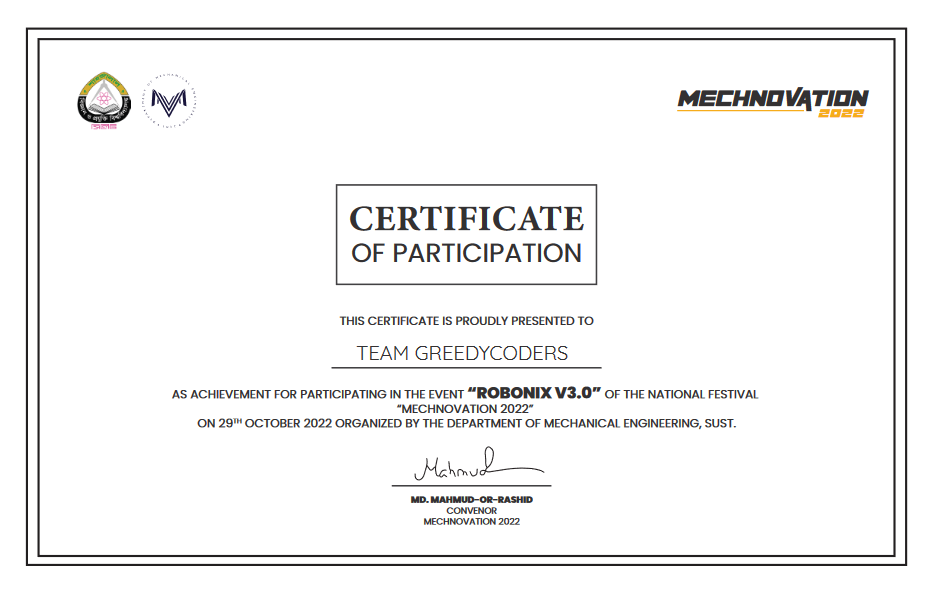 MECHNOVATION
2022
CERTIFICATE
OF PARTICIPATION
THIS CERTIFICATE IS PROUDLY PRESENTED TO
TEAM GREEDYCODERS
AS ACHIEVEMENT FOR PARTICIPATING IN THE EVENT “ROBONIX V3.0” OF THE NATIONAL FESTIVAL
“MECHNOVATION 2022”
ON 29TH OCTOBER 2022 ORGANIZED BY THE DEPARTMENT OF MECHANICAL ENGINEERING, SUST.
Mahmud
MD. MAHMUD-OR-RASHID
CONVENOR
MECHNOVATION 2022